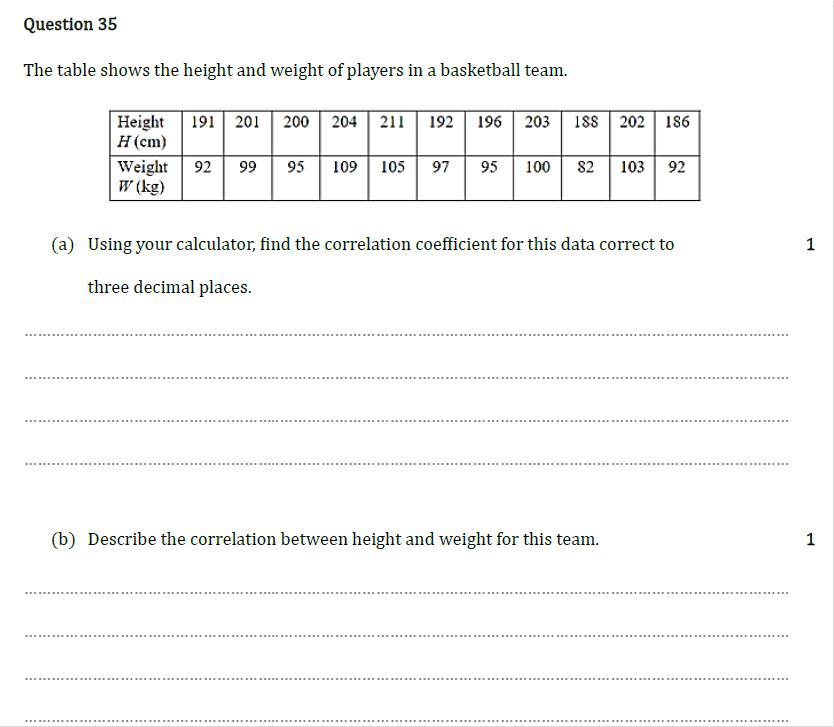 Question 35
The table shows the height and weight of players in a basketball team.
Height H (cm) 191 201 200 204 211 192 196 203 188 202 186
Weight W (kg) 92 99 95 109 105 97 95 100 82 103 92
(a) Using your calculator, find the correlation coefficient for this data correct to 1
three decimal places.
(b) Describe the correlation between height and weight for this team. 1